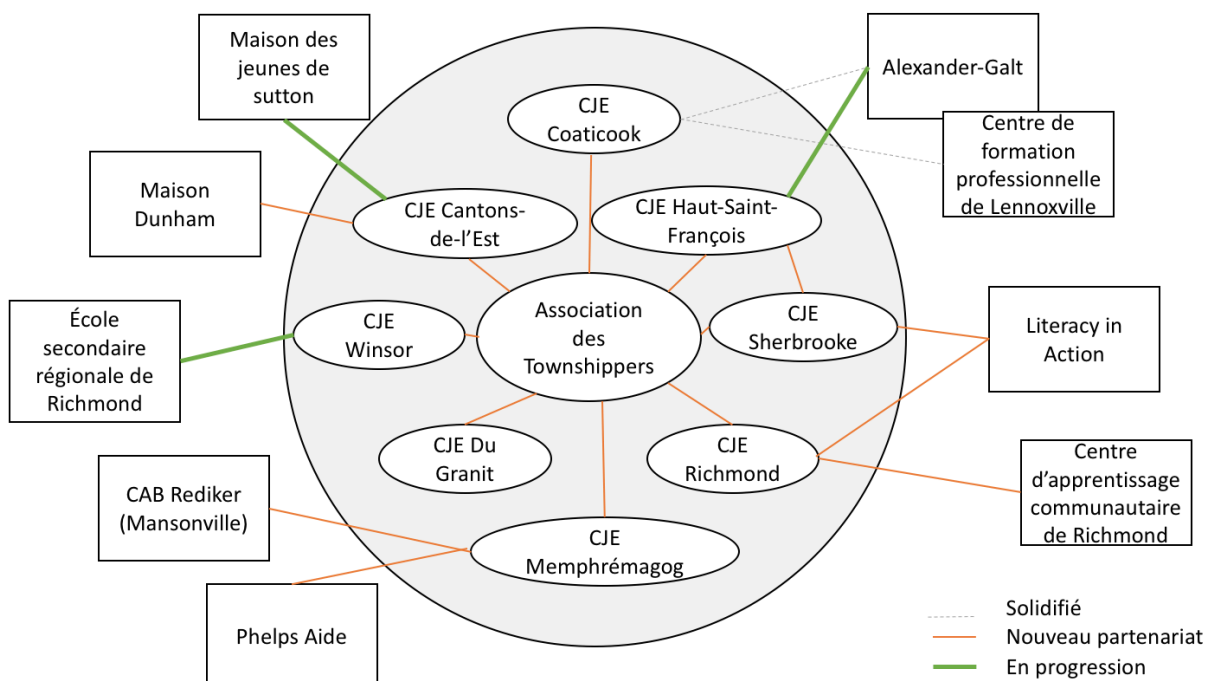 Maison des
jeunes de
sutton
Alexander-Galt
CJE
Coaticook
Centre de
formation
professionnelle
de Lennoxville
Maison
Dunham
CJE Cantons-
de-l’Est
CJE Haut-Saint-
François
École
secondaire
régionale de
Richmond
CJE
Winsor
Association
des
Townshippers
CJE
Sherbrooke
Literacy in
Action
CJE Du
Granit
CJE
Richmond
Centre
d’apprentissage
communautaire
de Richmond
CAB Rediker
(Mansonville)
CJE
Memphrémagog
Phelps Aide
Solidifié
Nouveau partenariat
En progression